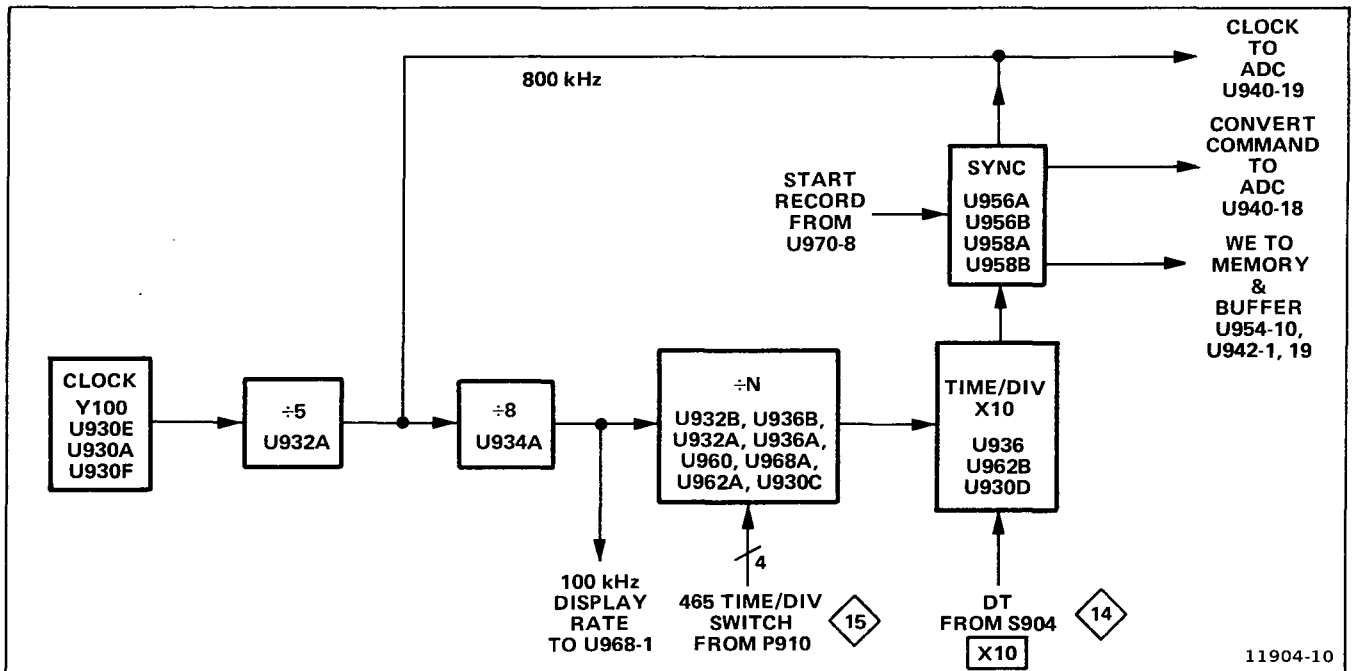 CLOCK
TO
ADC
U940-19
800 kHz
CONVERT
COMMAND
TO
ADC
U940-18
START
RECORD
FROM
U970-8
SYNC
U956A
U956B
U958A
U958B
WE TO
MEMORY
&
BUFFER
U954-10,
U942-1, 19
CLOCK
Y100
U930E
U930A
U930F
÷5
U932A
÷8
U934A
÷N
U932B, U936B,
U932A, U936A,
U960, U968A,
U962A, U930C
TIME/DIV
X10
U936
U962B
U930D
100 kHz
DISPLAY
RATE
TO U968-1
4
465 TIME/DIV
SWITCH
FROM P910
15
DT
FROM S904
X10
14
11904-10